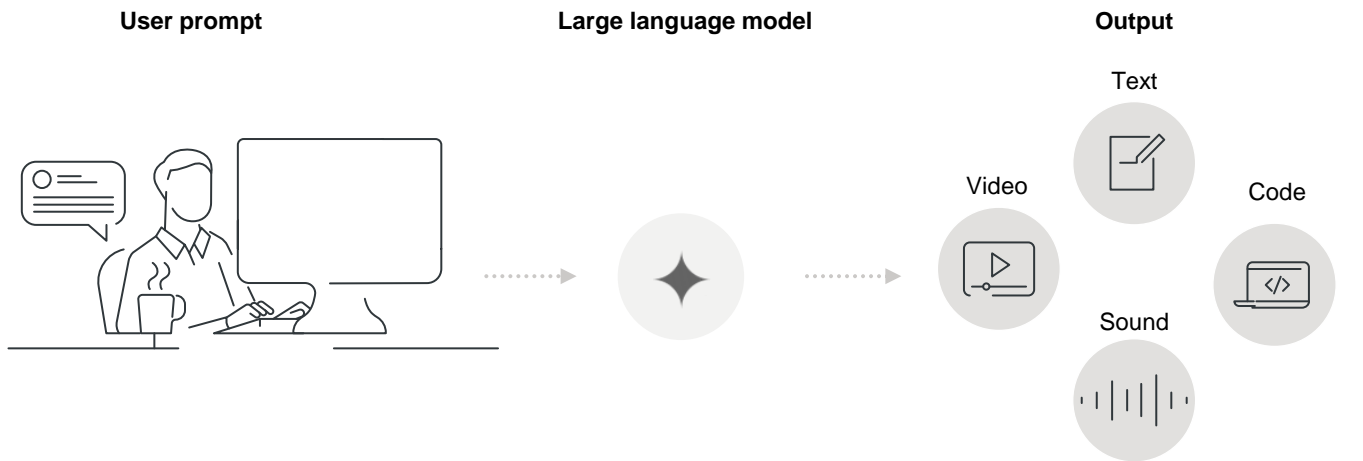 User prompt
Large language model
Output
Text
Video
Code
</>
Sound